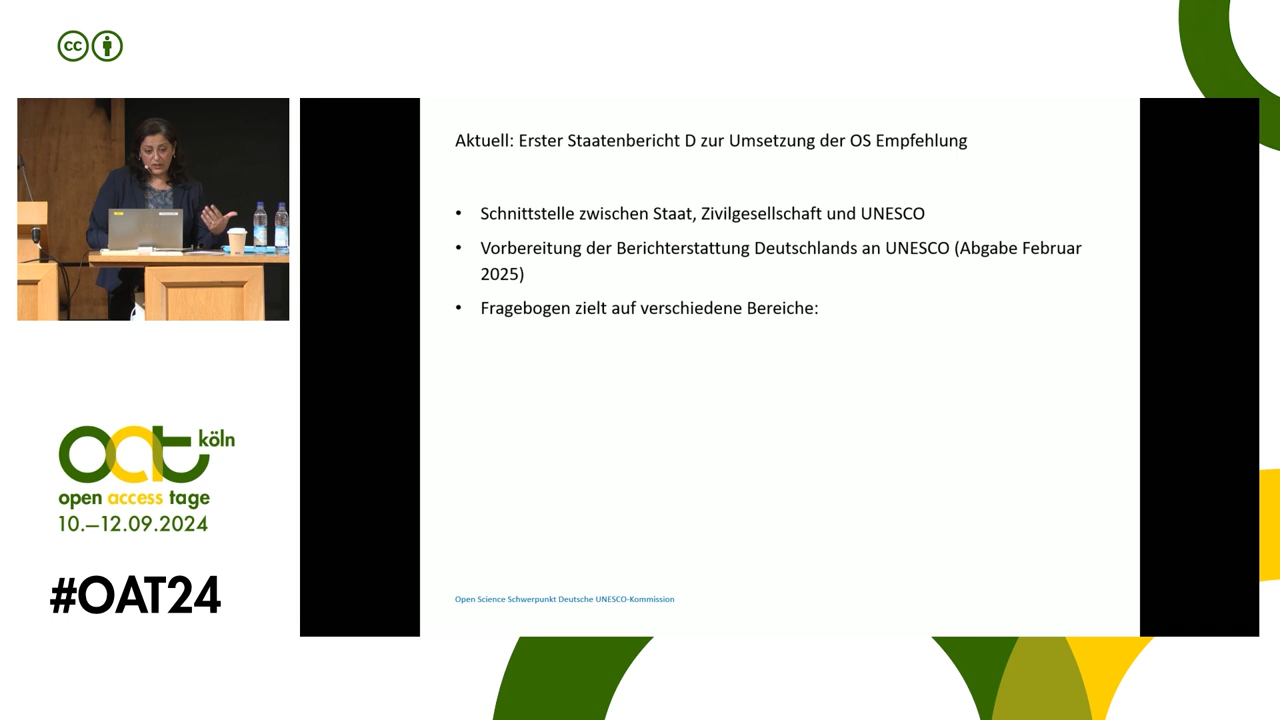 cc
Aktuell: Erster Staatenbericht D zur Umsetzung der OS Empfehlung
• Schnittstelle zwischen Staat, Zivilgesellschaft und UNESCO
• Vorbereitung der Berichterstattung Deutschlands an UNESCO (Abgabe Februar
2025)
• Fragebogen zielt auf verschiedene Bereiche:
Open Science Schwerpunkt Deutsche UNESCO-Kommission
oat köln
open access tage
10.–12.09.2024
#OAT24